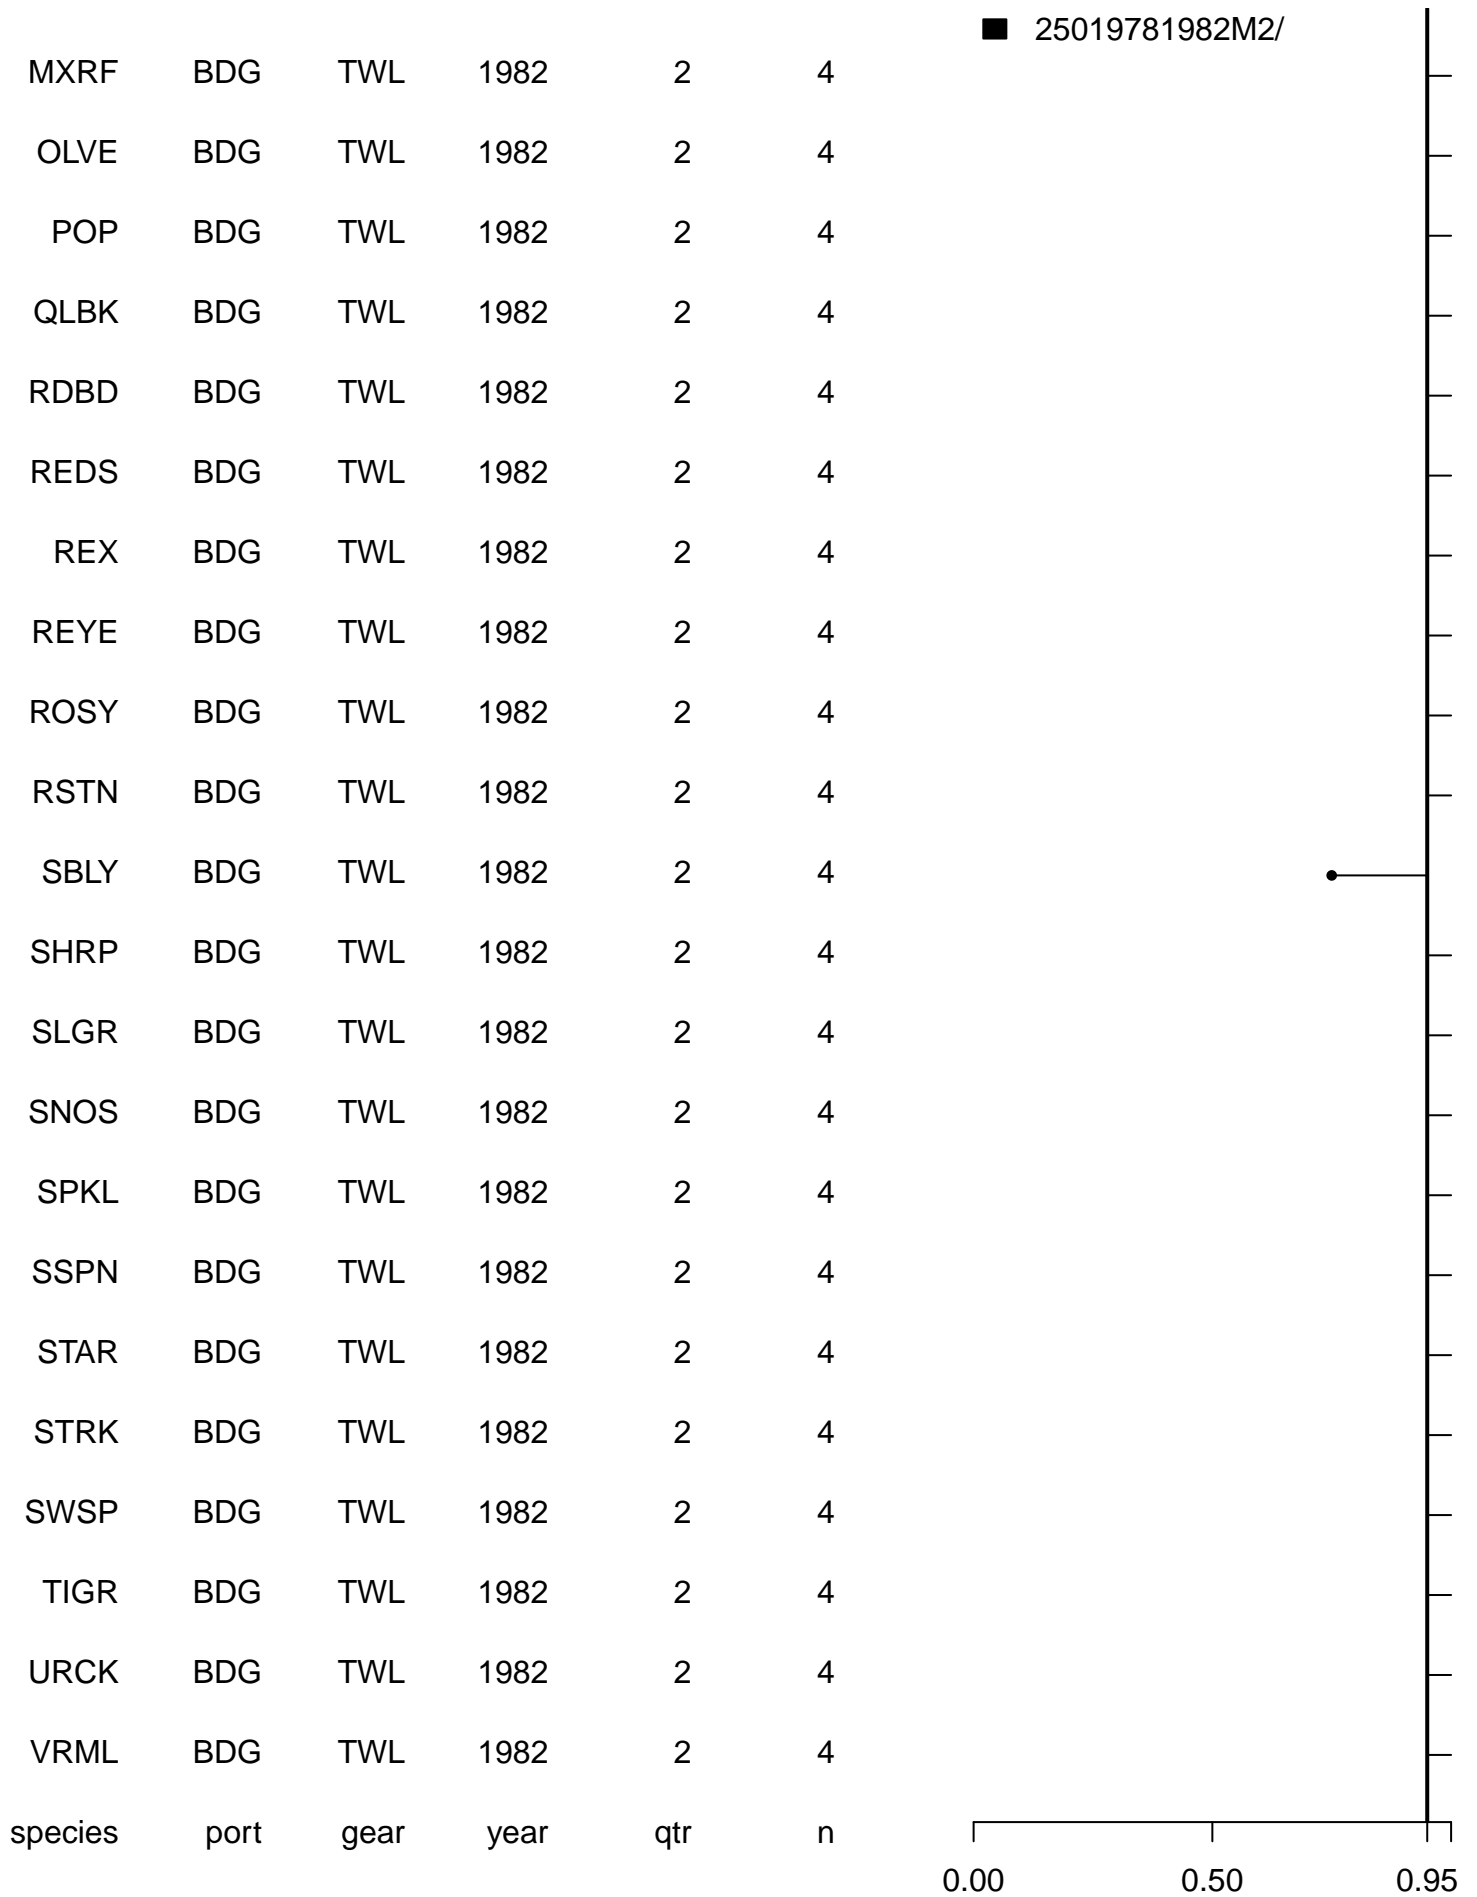 25019781982M2/
MXRF BDG TWL 1982 2 4
OLVE BDG TWL 1982 2 4
POP BDG TWL 1982 2 4
QLBK BDG TWL 1982 2 4
RDBD BDG TWL 1982 2 4
REDS BDG TWL 1982 2 4
REX BDG TWL 1982 2 4
REYE BDG TWL 1982 2 4
ROSY BDG TWL 1982 2 4
RSTN BDG TWL 1982 2 4
SBLY BDG TWL 1982 2 4
SHRP BDG TWL 1982 2 4
SLGR BDG TWL 1982 2 4
SNOS BDG TWL 1982 2 4
SPKL BDG TWL 1982 2 4
SSPN BDG TWL 1982 2 4
STAR BDG TWL 1982 2 4
STRK BDG TWL 1982 2 4
SWSP BDG TWL 1982 2 4
TIGR BDG TWL 1982 2 4
URCK BDG TWL 1982 2 4
VRML BDG TWL 1982 2 4
species port gear year qtr n
0.00 0.50 0.95